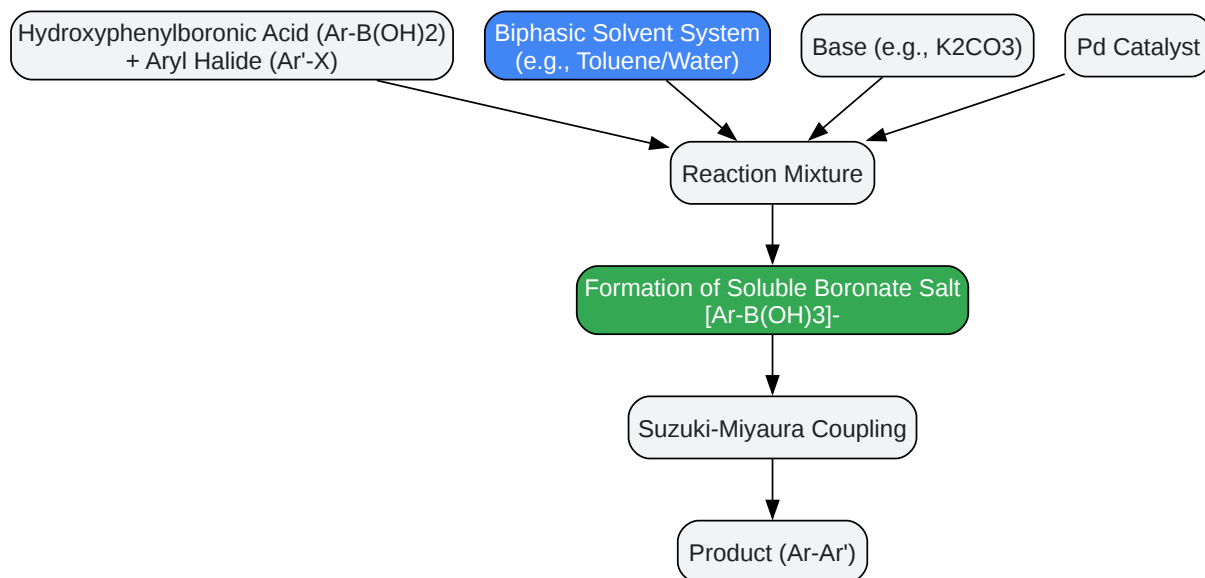 Hydroxyphenylboronic Acid (Ar-B(OH)2)
+ Aryl Halide (Ar'-X)
Biphasic Solvent System
(e.g., Toluene/Water)
Base (e.g., K2CO3)
Pd Catalyst
Reaction Mixture
Formation of Soluble Boronate Salt
[Ar-B(OH)3]-
Suzuki-Miyaura Coupling
Product (Ar-Ar')